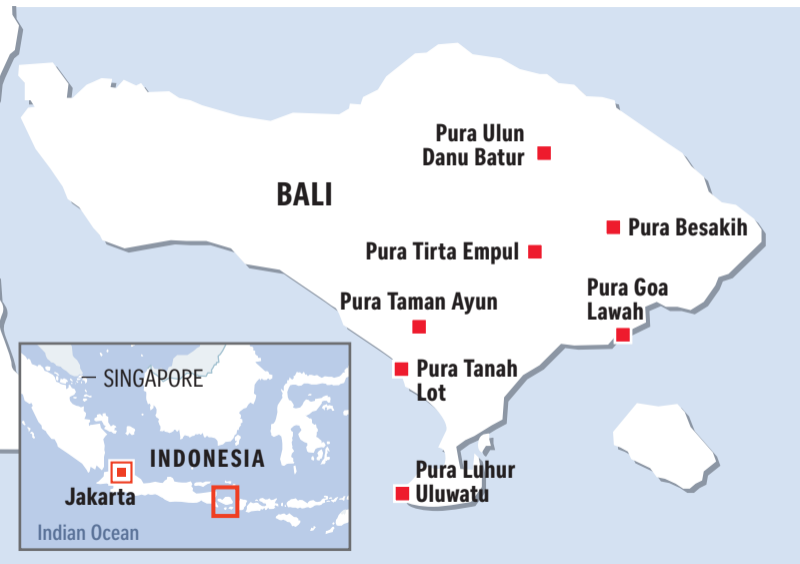 Pura Ulun
Danu Batur
BALI
Pura Besakih
Pura Tirta Empul
Pura Goa
Lawah
Pura Taman Ayun
Pura Tanah
Lot
SINGAPORE
INDONESIA
Jakarta
Indian Ocean
Pura Luhur
Uluwatu